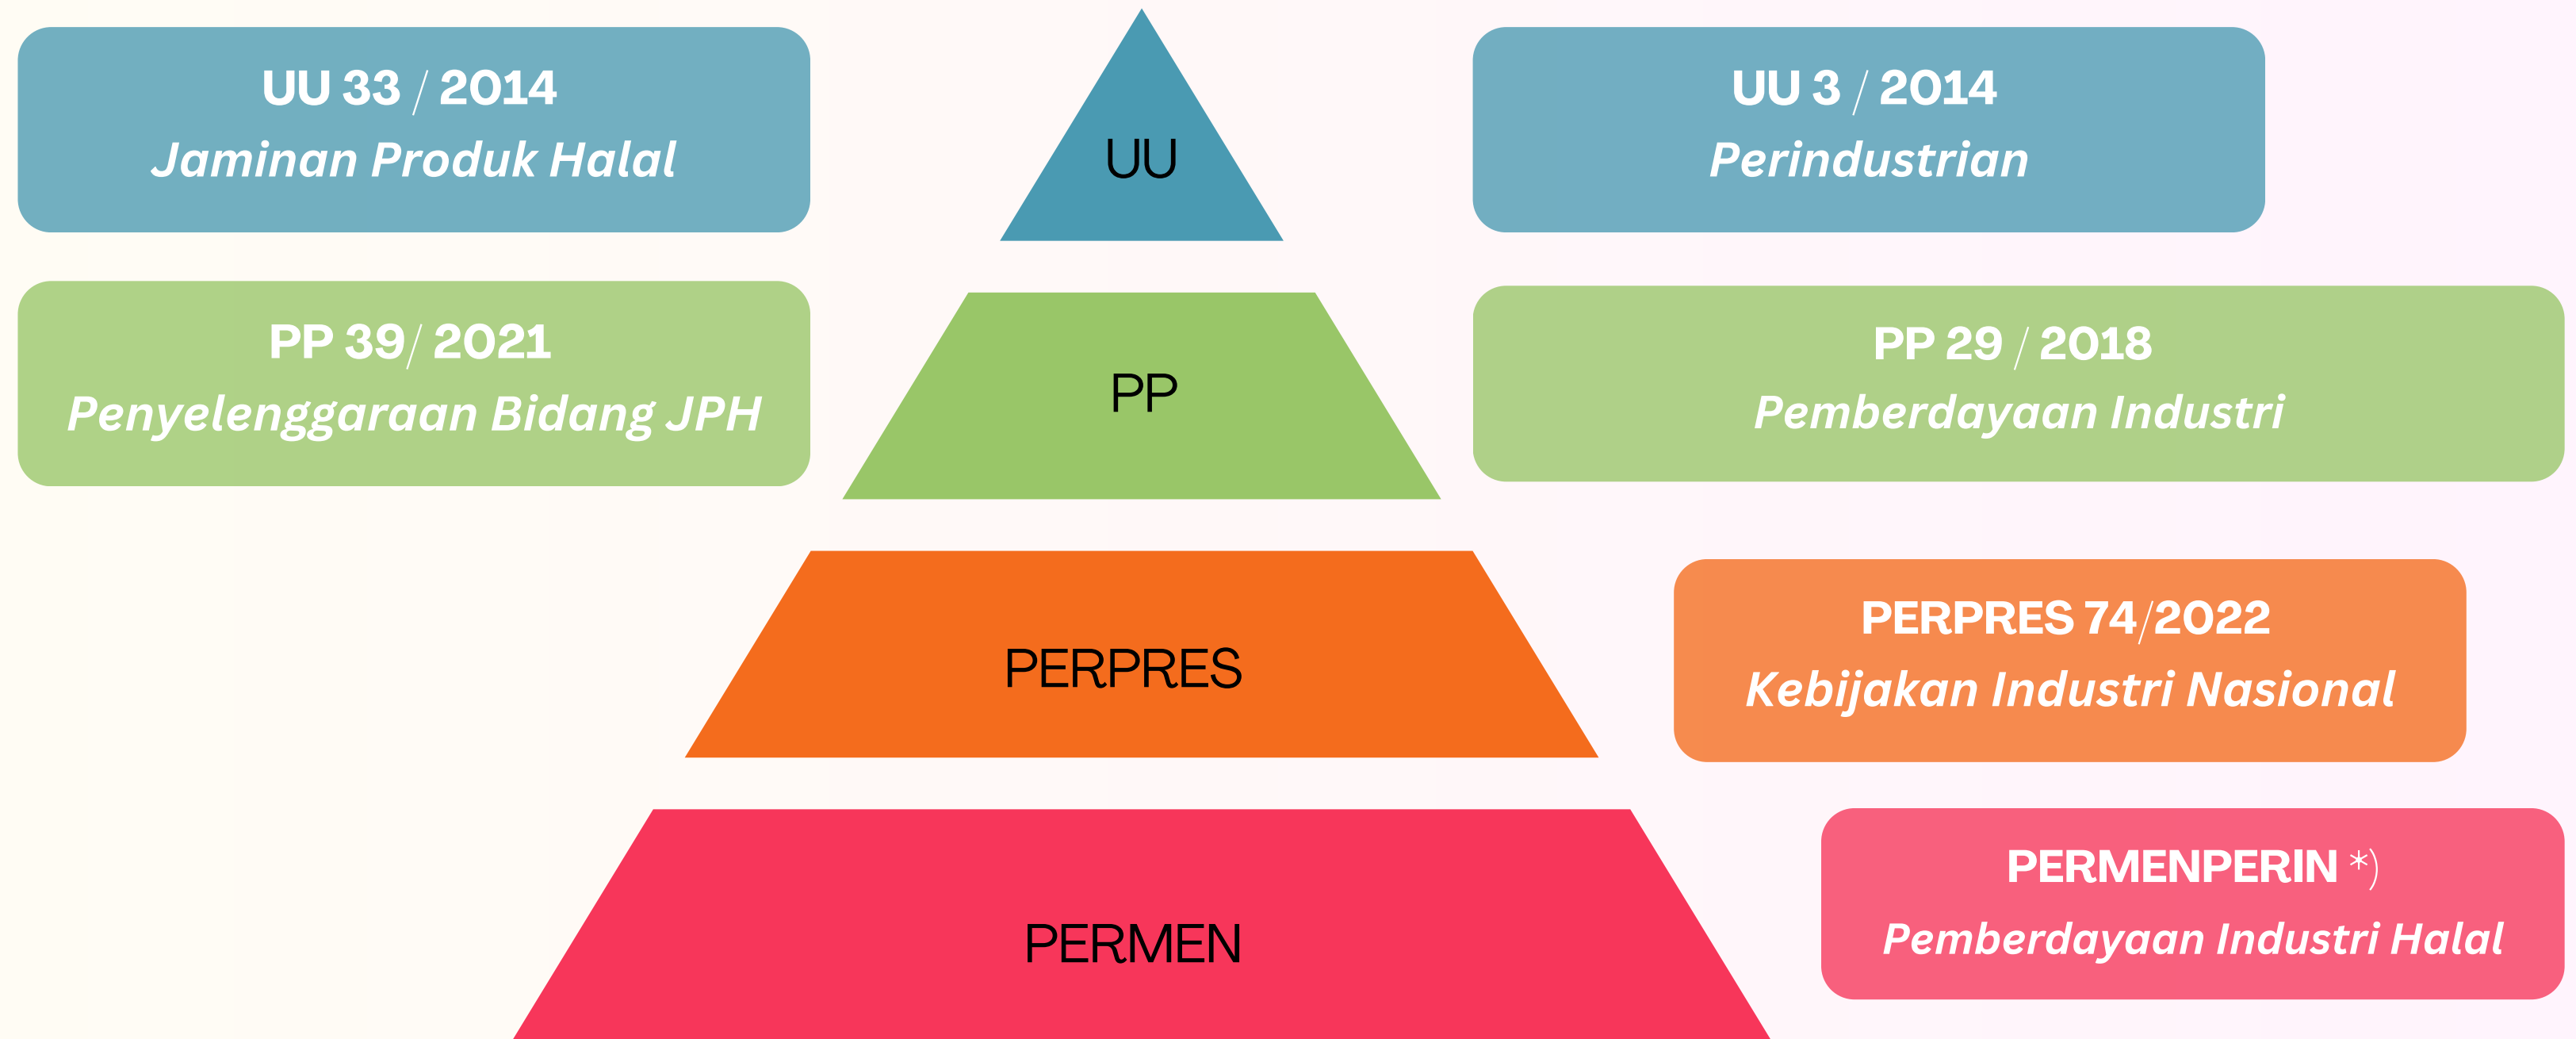 UU 33 / 2014
Jaminan Produk Halal
UU
UU 3 / 2014
Perindustrian
PP 39/ 2021
Penyelenggaraan Bidang JPH
PP
PP 29 / 2018
Pemberdayaan Industri
PERPRES
PERPRES 74/2022
Kebijakan Industri Nasional
PERMEN
PERMENPERIN *)
Pemberdayaan Industri Halal